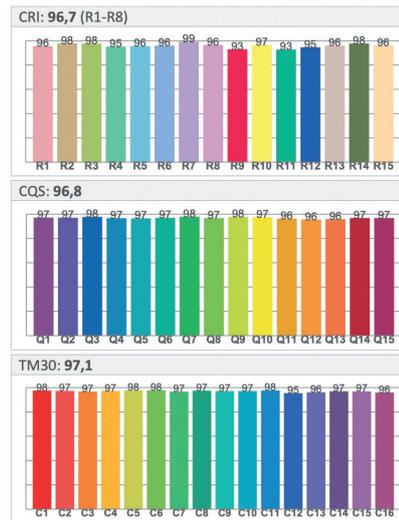 CRI: 96,7 (R1-R8)
96 98 98 95 96 96 99 96 93 97 93 95 96 98 96
R1 R2 R3 R4 R5 R6 R7 R8 R9 R10 R11 R12 R13 R14 R15
CQS: 96,8
97 97 98 97 97 97 98 97 98 97 96 96 96 97 97
Q1 Q2 Q3 Q4 Q5 Q6 Q7 Q8 Q9 Q10 Q11 Q12 Q13 Q14 Q15
TM30: 97,1
98 97 97 97 98 98 97 97 97 97 98 95 96 97 97 96
C1 C2 C3 C4 C5 C6 C7 C8 C9 C10 C11 C12 C13 C14 C15 C16